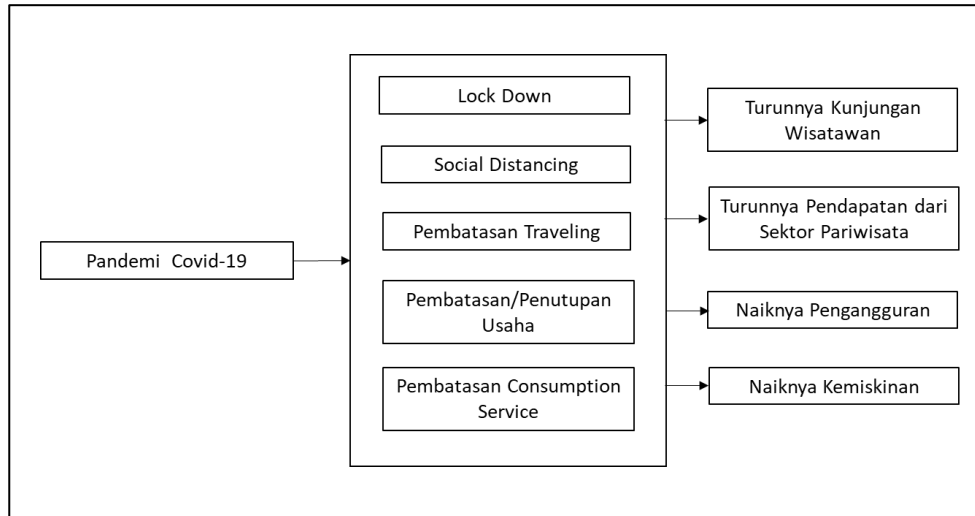 Pandemi Covid-19
Lock Down
Social Distancing
Pembatasan Traveling
Pembatasan/Penutupan
Usaha
Pembatasan Consumption
Service
Turunnya Kunjungan
Wisatawan
Turunnya Pendapatan dari
Sektor Pariwisata
Naiknya Pengangguran
Naiknya Kemiskinan